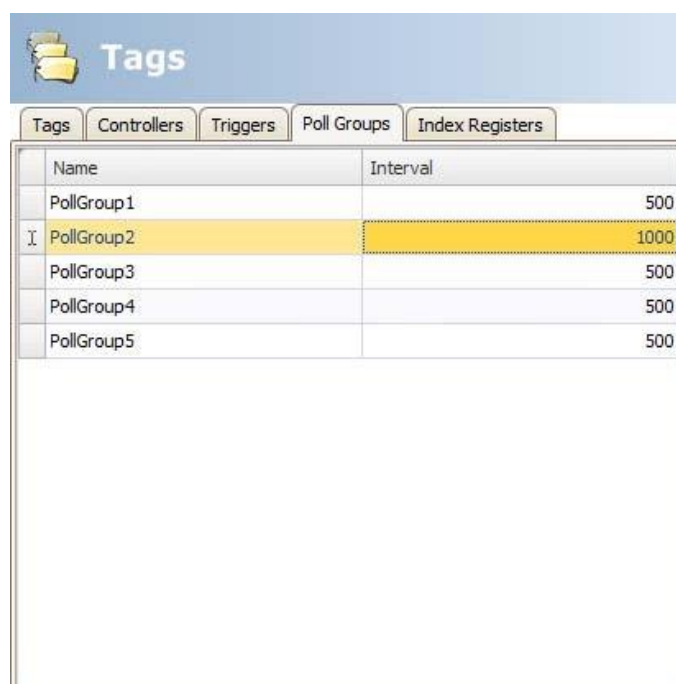 Tags
Tags Controllers Triggers Poll Groups Index Registers
Name Interval
PollGroup1 500
PollGroup2 1000
PollGroup3 500
PollGroup4 500
PollGroup5 500